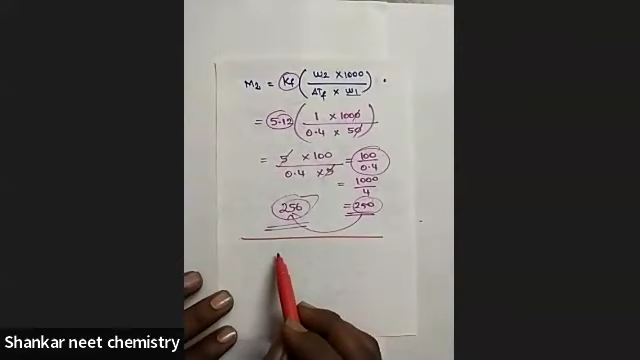 M2 = Kf ( W2 × 1000 / ΔTf × W1 ) .
= 5.12 ( 1 × 1000 / 0.4 × 50 )
= 5 × 100 / 0.4 × 5 = 100 / 0.4
= 1000 / 4
256 = 250
Shankar neet chemistry